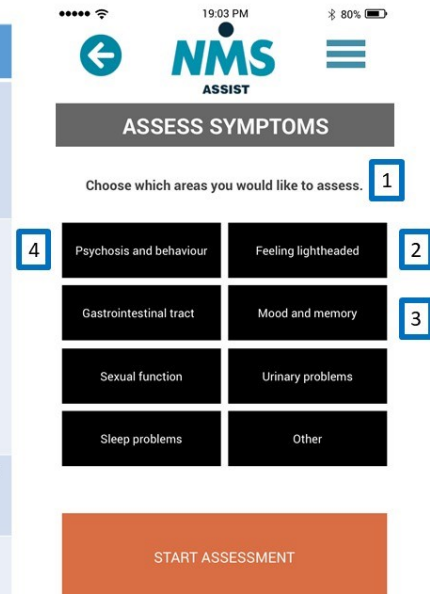 19:03 PM
80%
NMS
ASSIST
ASSESS SYMPTOMS
Choose which areas you would like to assess. 1
4 Psychosis and behaviour Feeling lightheaded 2
Gastrointestinal tract Mood and memory 3
Sexual function Urinary problems
Sleep problems Other
START ASSESSMENT